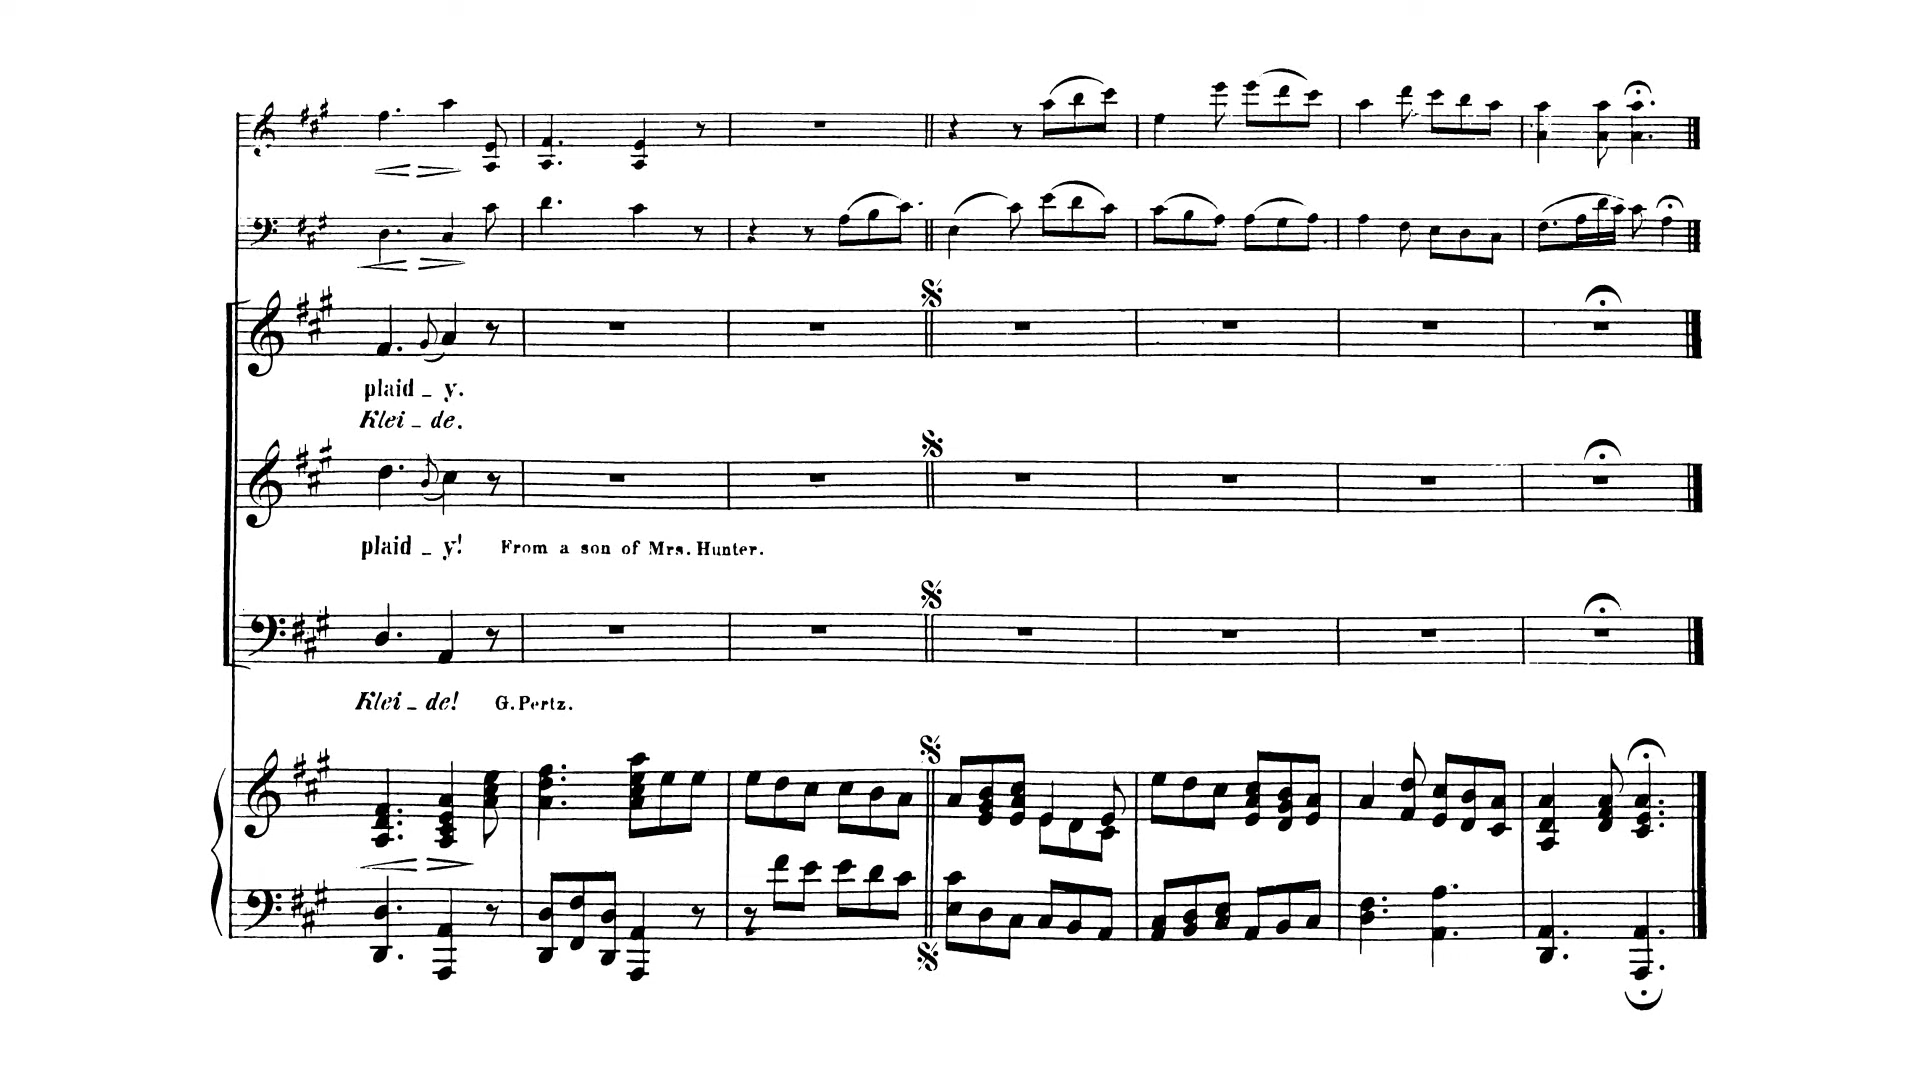 plaid _ y.
Klei _ de.
plaid _ y! From a son of Mrs. Hunter.
Klei _ de! G. Pertz.